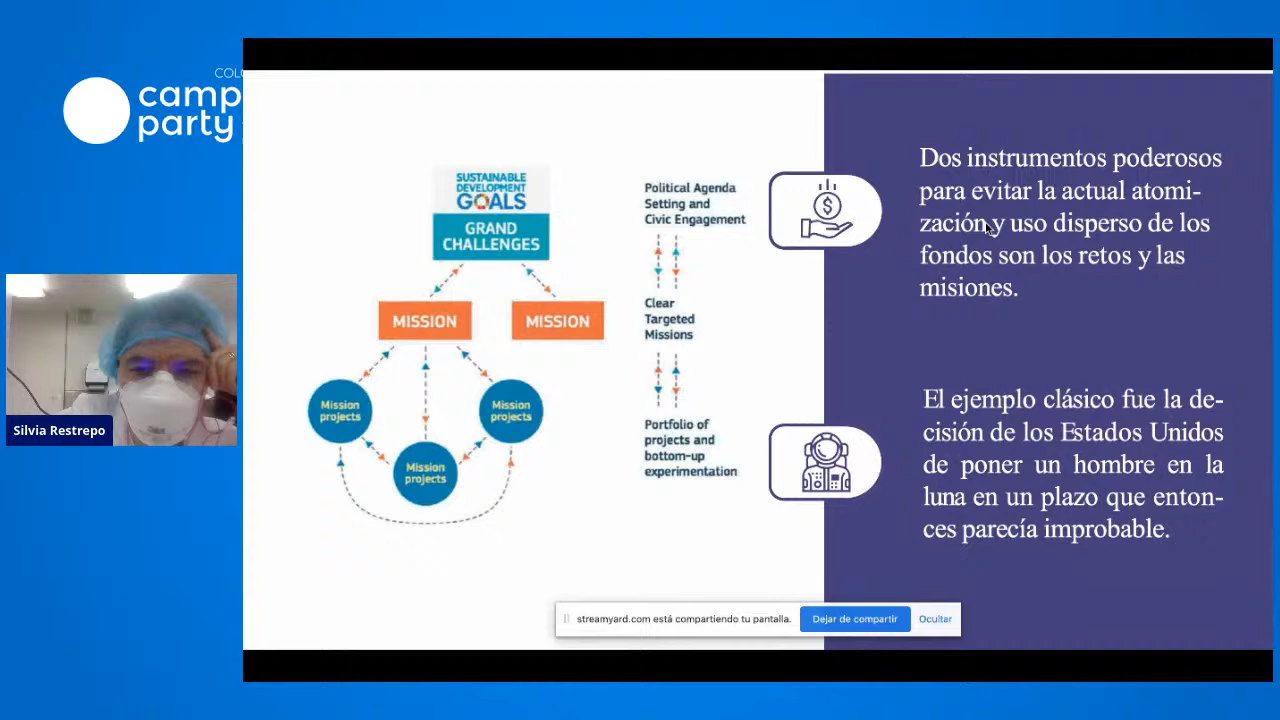 camp
party
Silvia Restrepo
SUSTAINABLE
DEVELOPMENT
GOALS
GRAND
CHALLENGES
MISSION
MISSION
Mission
projects
Mission
projects
Mission
projects
Political Agenda
Setting and
Civic Engagement
Clear
Targeted
Missions
Portfolio of
projects and
bottom-up
experimentation
Dos instrumentos poderosos
para evitar la actual atomi-
zación y uso disperso de los
fondos son los retos y las
misiones.
El ejemplo clásico fue la de-
cisión de los Estados Unidos
de poner un hombre en la
luna en un plazo que enton-
ces parecía improbable.
streamyard.com está compartiendo tu pantalla.
Dejar de compartir
Ocultar